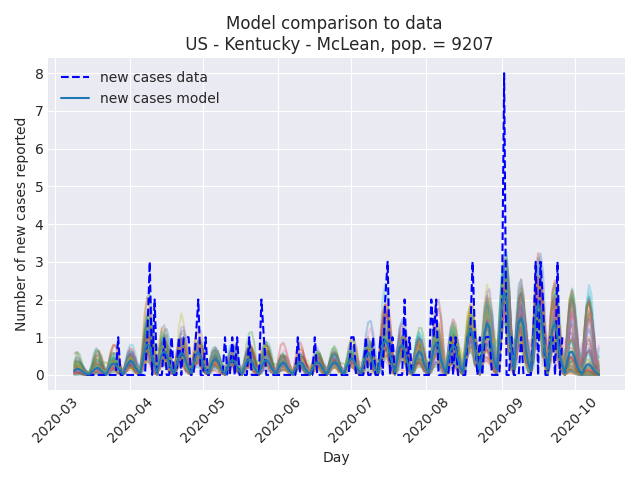 Model comparison to data
US - Kentucky - McLean, pop. = 9207
new cases data
new cases model
Number of new cases reported
8
7
6
5
4
3
2
1
0
2020-03
2020-04
2020-05
2020-06
2020-07
2020-08
2020-09
2020-10
Day